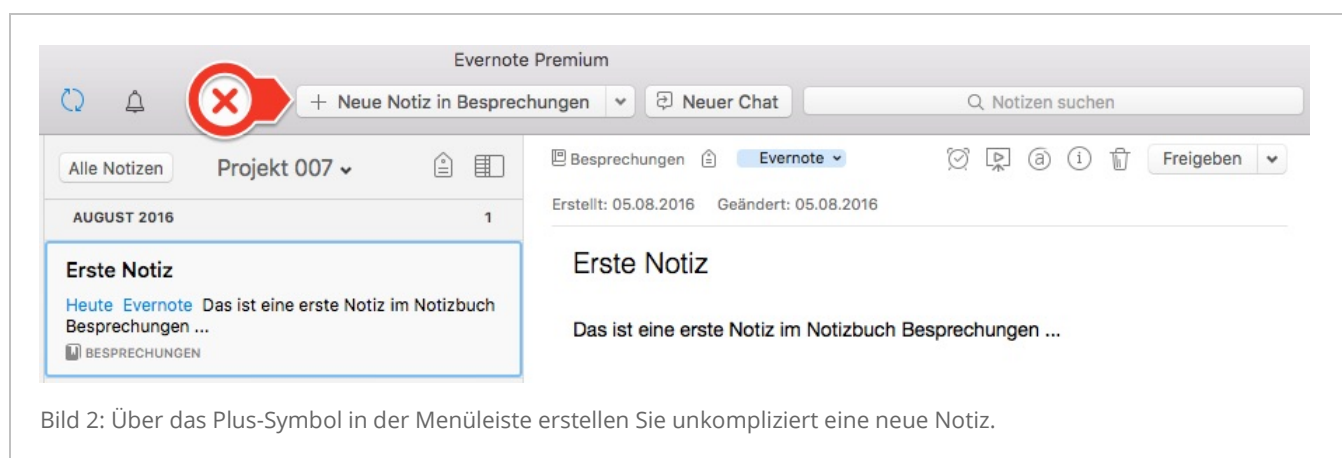 Evernote Premium
+ Neue Notiz in Besprechungen
Neuer Chat
Notizen suchen
Alle Notizen
Projekt 007
Besprechungen
Evernote
Freigeben
AUGUST 2016 1
Erstellt: 05.08.2016 Geändert: 05.08.2016
Erste Notiz
Heute Evernote Das ist eine erste Notiz im Notizbuch
Besprechungen ...
BESPRECHUNGEN
Erste Notiz
Das ist eine erste Notiz im Notizbuch Besprechungen ...
Bild 2: Über das Plus-Symbol in der Menüleiste erstellen Sie unkompliziert eine neue Notiz.